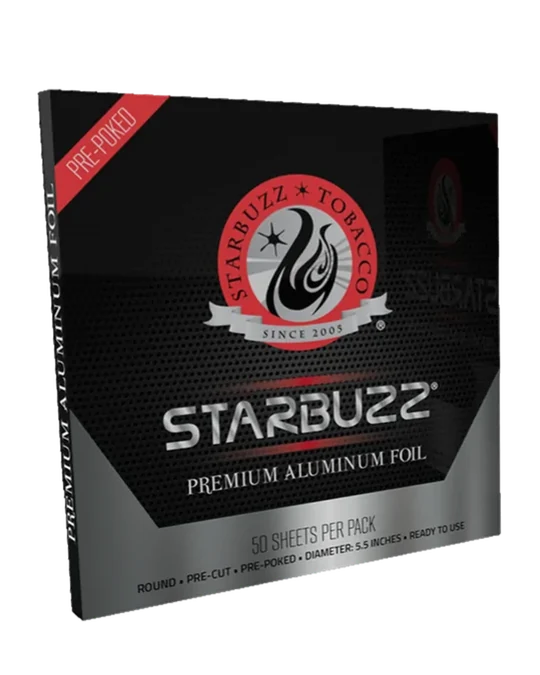 PRE-POKED
PREMIUM ALUMINUM FOIL
STARBUZZ ★ TOBACCO
SINCE 2005
®
STARBUZZ®
PREMIUM ALUMINUM FOIL
50 SHEETS PER PACK
ROUND • PRE-CUT • PRE-POKED • DIAMETER: 5.5 INCHES • READY TO USE